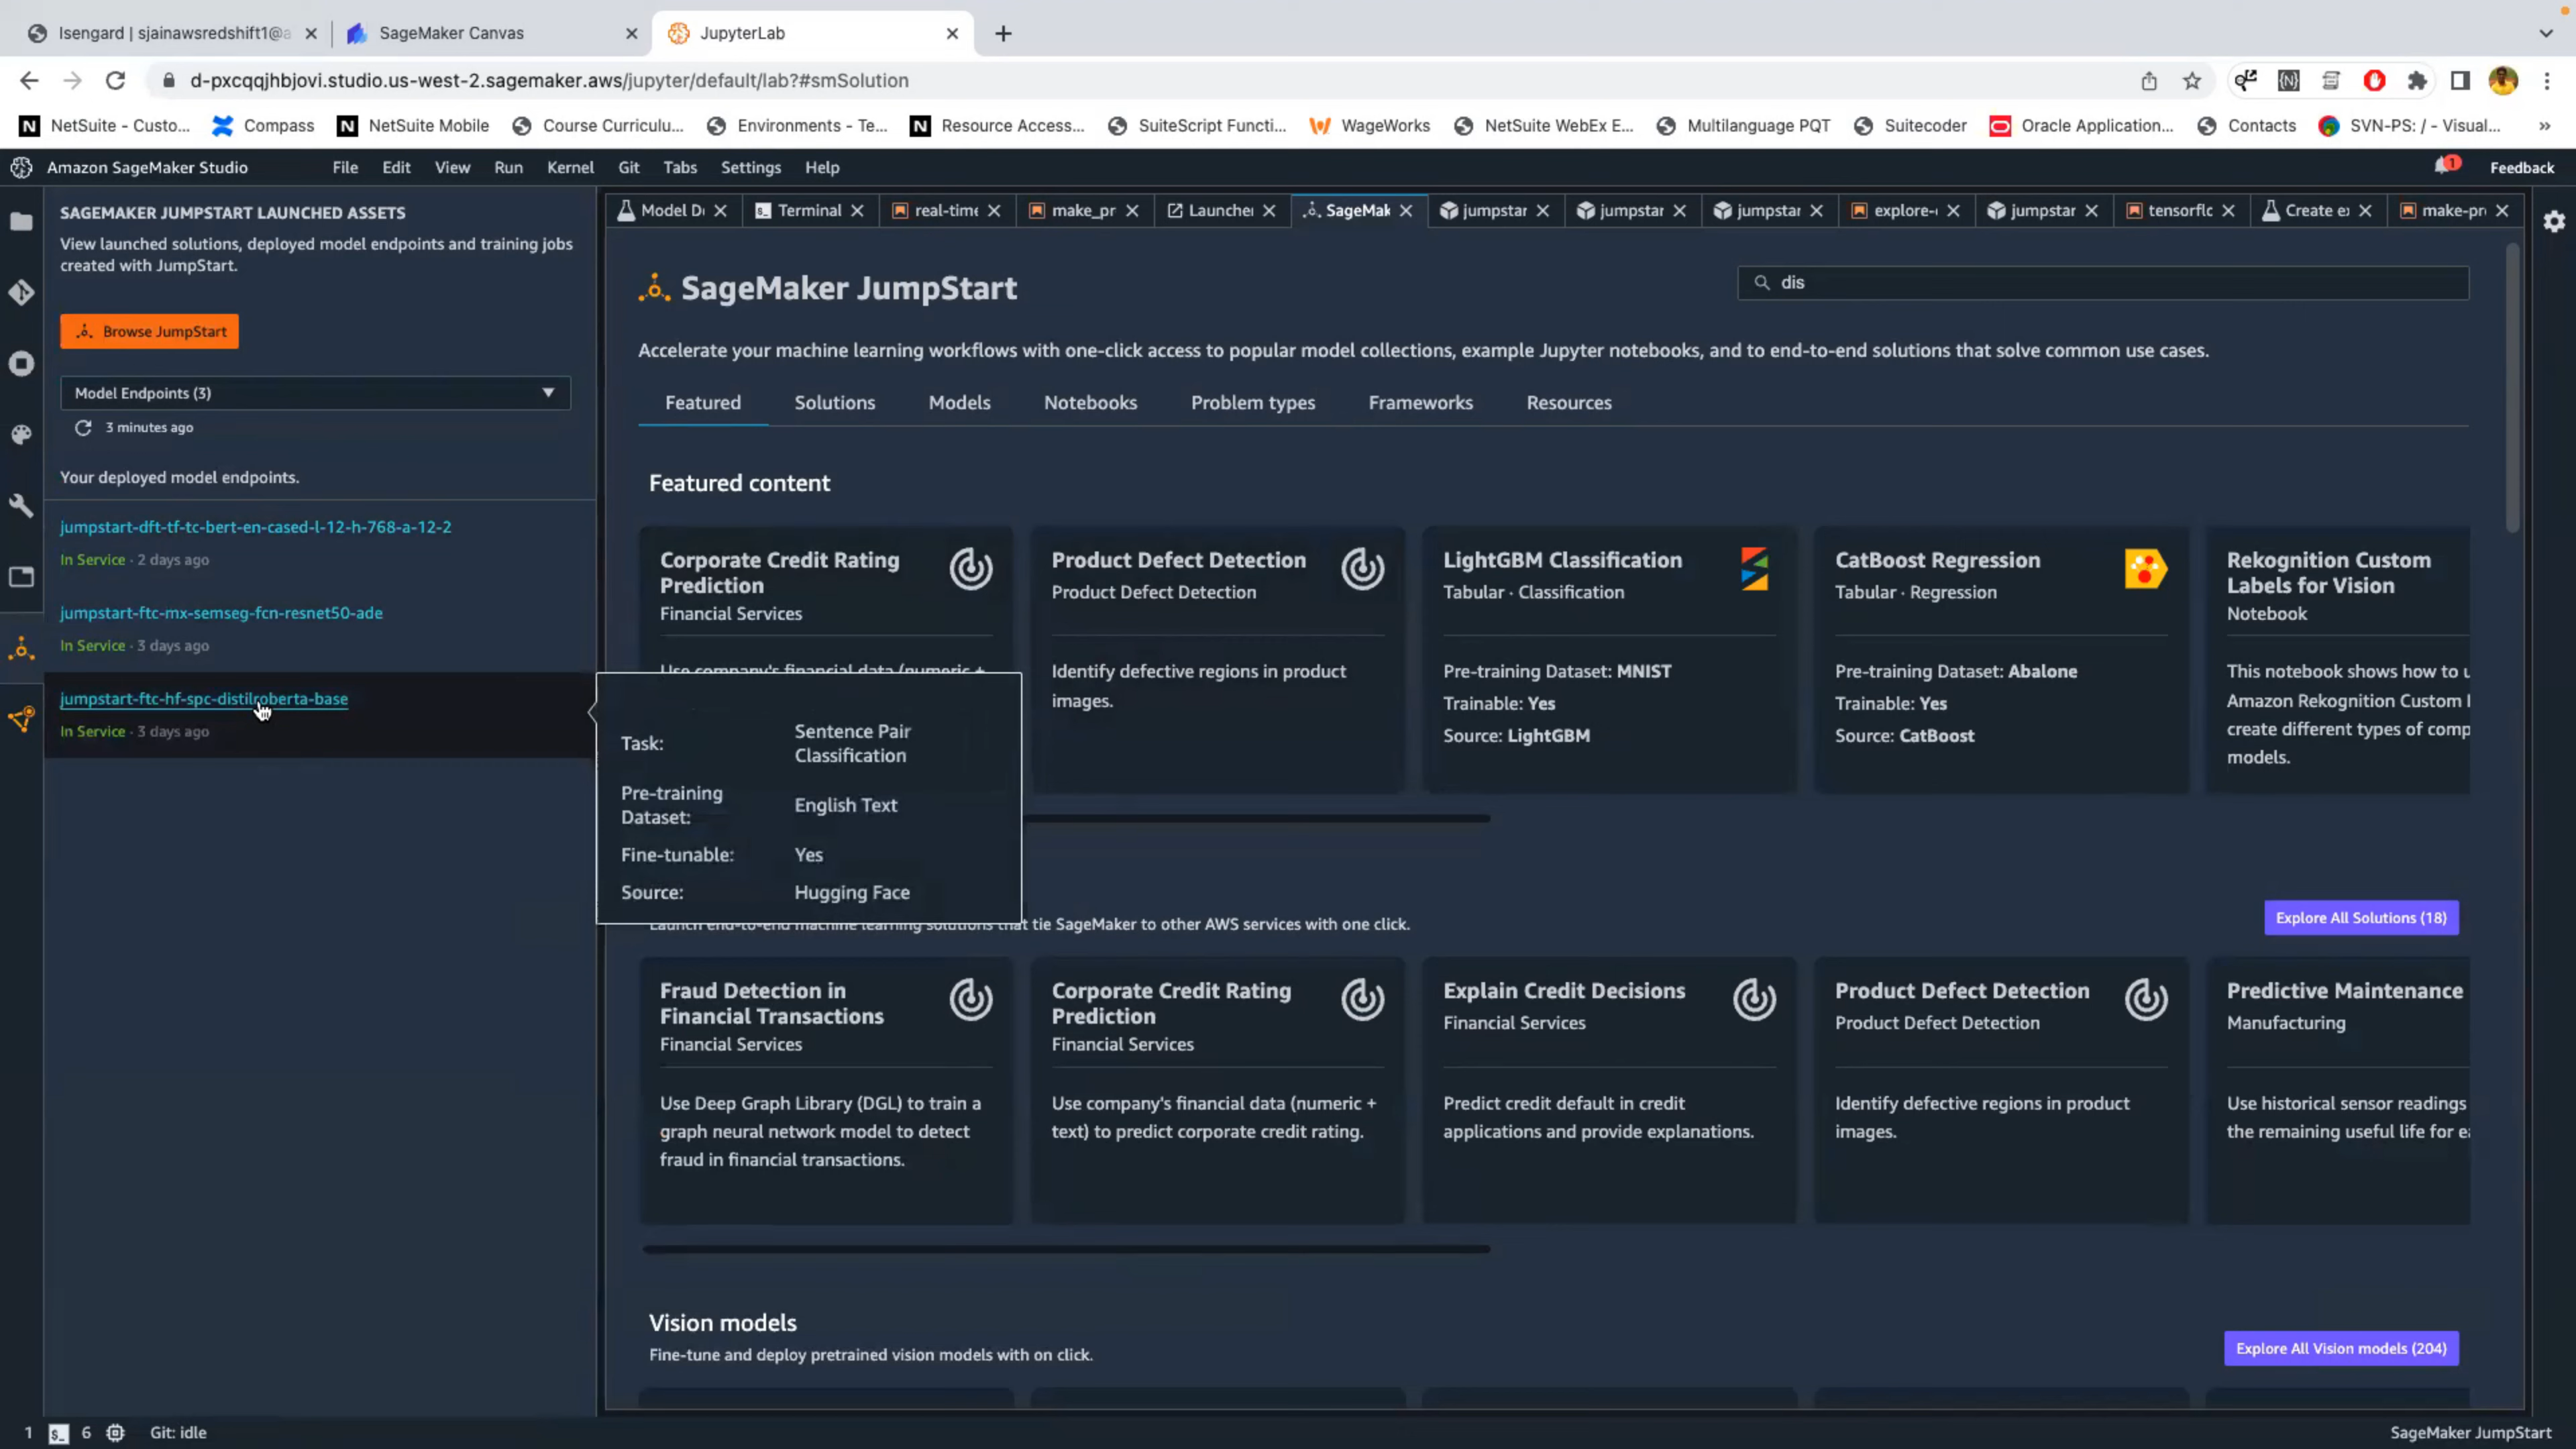 Isengard | sjainawsredshift1@a
SageMaker Canvas
JupyterLab
d-pxcqqjhbjovi.studio.us-west-2.sagemaker.aws/jupyter/default/lab?#smSolution
NetSuite - Custo...
Compass
NetSuite Mobile
Course Curriculu...
Environments - Te...
Resource Access...
SuiteScript Functi...
WageWorks
NetSuite WebEx E...
Multilanguage PQT
Suitecoder
Oracle Application...
Contacts
SVN-PS: / - Visual...
»
Amazon SageMaker Studio
File
Edit
View
Run
Kernel
Git
Tabs
Settings
Help
1
Feedback
SAGEMAKER JUMPSTART LAUNCHED ASSETS
View launched solutions, deployed model endpoints and training jobs
created with JumpStart.
Browse JumpStart
Model Endpoints (3)
3 minutes ago
Your deployed model endpoints.
jumpstart-dft-tf-tc-bert-en-cased-l-12-h-768-a-12-2
In Service · 2 days ago
jumpstart-ftc-mx-semseg-fcn-resnet50-ade
In Service · 3 days ago
jumpstart-ftc-hf-spc-distilroberta-base
In Service · 3 days ago
Model D
Terminal
real-time
make_pr
Launcher
SageMak
jumpstar
jumpstar
jumpstar
explore-
jumpstar
tensorflc
Create e
make-pr
SageMaker JumpStart
dis
Accelerate your machine learning workflows with one-click access to popular model collections, example Jupyter notebooks, and to end-to-end solutions that solve common use cases.
Featured
Solutions
Models
Notebooks
Problem types
Frameworks
Resources
Featured content
Corporate Credit Rating
Prediction
Financial Services
Use company's financial data (numeric +
Product Defect Detection
Product Defect Detection
Identify defective regions in product
images.
LightGBM Classification
Tabular · Classification
Pre-training Dataset: MNIST
Trainable: Yes
Source: LightGBM
CatBoost Regression
Tabular · Regression
Pre-training Dataset: Abalone
Trainable: Yes
Source: CatBoost
Rekognition Custom
Labels for Vision
Notebook
This notebook shows how to u
Amazon Rekognition Custom l
create different types of comp
models.
Task: Sentence Pair
Classification
Pre-training
Dataset: English Text
Fine-tunable: Yes
Source: Hugging Face
Launch end-to-end machine learning solutions that tie SageMaker to other AWS services with one click.
Explore All Solutions (18)
Fraud Detection in
Financial Transactions
Financial Services
Use Deep Graph Library (DGL) to train a
graph neural network model to detect
fraud in financial transactions.
Corporate Credit Rating
Prediction
Financial Services
Use company's financial data (numeric +
text) to predict corporate credit rating.
Explain Credit Decisions
Financial Services
Predict credit default in credit
applications and provide explanations.
Product Defect Detection
Product Defect Detection
Identify defective regions in product
images.
Predictive Maintenance
Manufacturing
Use historical sensor readings
the remaining useful life for e
Vision models
Fine-tune and deploy pretrained vision models with on click.
Explore All Vision models (204)
1
6
Git: idle
SageMaker JumpStart